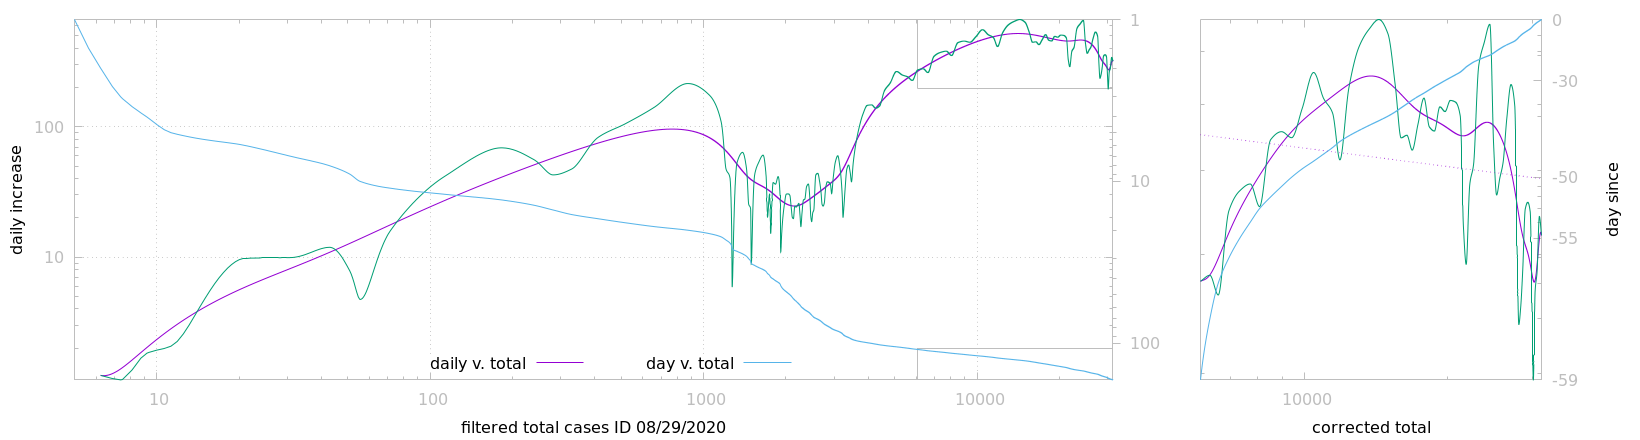 daily increase
100
10
1
10
100
daily v. total
day v. total
10
100
1000
10000
filtered total cases ID 08/29/2020
0
-30
-50
-55
-59
day since
10000
corrected total